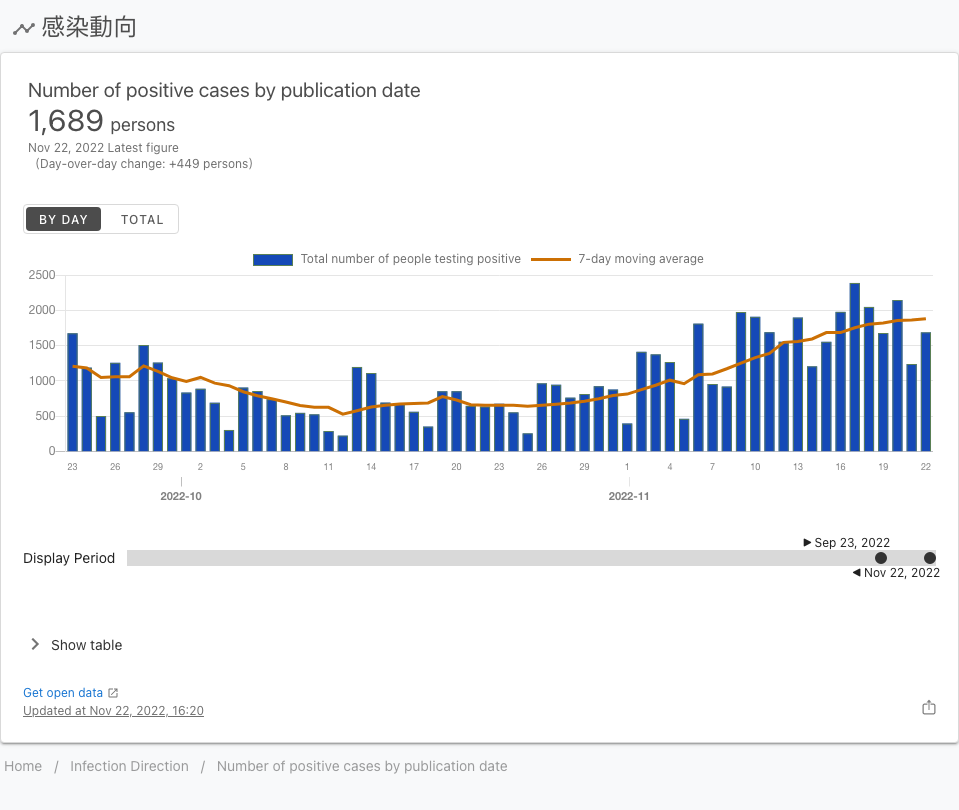 感染動向
Number of positive cases by publication date
1,689 persons
Nov 22, 2022 Latest figure
(Day-over-day change: +449 persons)
BY DAY TOTAL
Total number of people testing positive 7-day moving average
2500
2000
1500
1000
500
0
23 26 29 2 5 8 11 14 17 20 23 26 29 1 4 7 10 13 16 19 22
2022-10 2022-11
Sep 23, 2022
Display Period
Nov 22, 2022
Show table
Get open data
Updated at Nov 22, 2022, 16:20
Home / Infection Direction / Number of positive cases by publication date